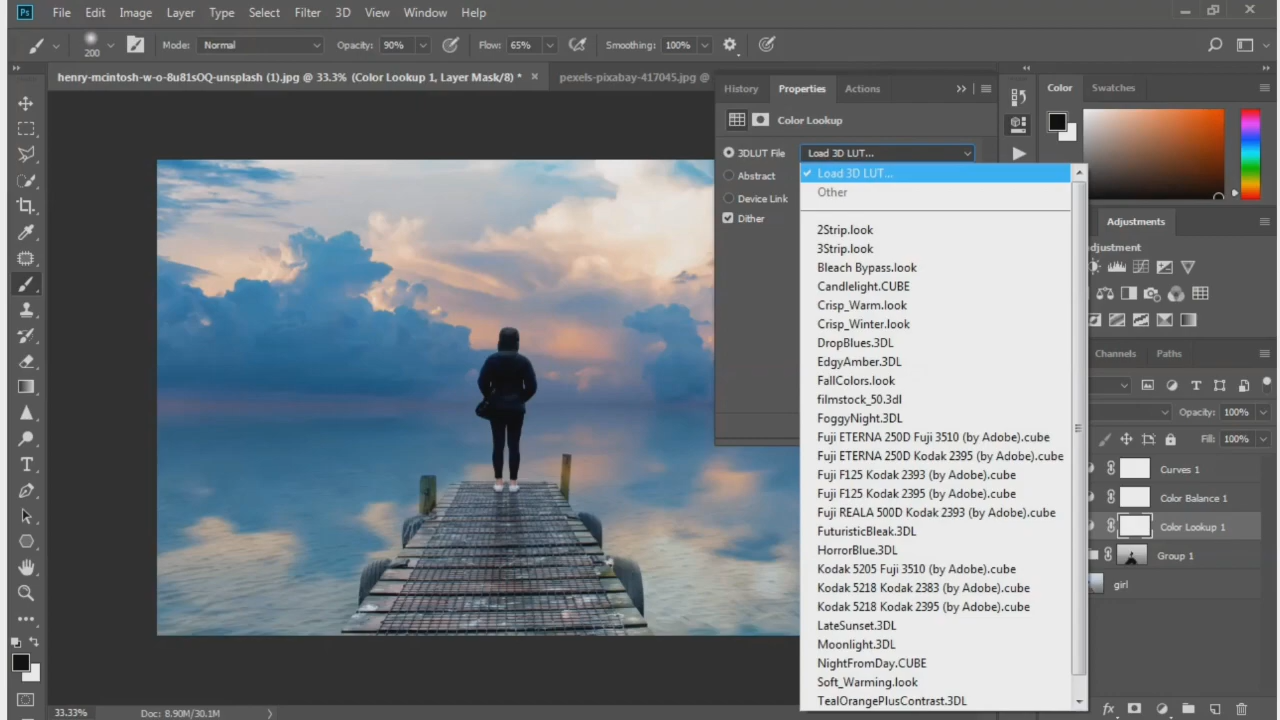 Ps File Edit Image Layer Type Select Filter 3D View Window Help
200 Mode: Normal Opacity: 90% Flow: 65% Smoothing: 100%
henry-mcintosh-w-o-8u81sOQ-unsplash (1).jpg @ 33.3% (Color Lookup 1, Layer Mask/8) * × pexels-pixabay-417045.jpg @
History Properties Actions
Color Lookup
3DLUT File Load 3D LUT...
Abstract
Device Link
Dither
Load 3D LUT...
Other
2Strip.look
3Strip.look
Bleach Bypass.look
Candlelight.CUBE
Crisp_Warm.look
Crisp_Winter.look
DropBlues.3DL
EdgyAmber.3DL
FallColors.look
filmstock_50.3dl
FoggyNight.3DL
Fuji ETERNA 250D Fuji 3510 (by Adobe).cube
Fuji ETERNA 250D Kodak 2395 (by Adobe).cube
Fuji F125 Kodak 2393 (by Adobe).cube
Fuji F125 Kodak 2395 (by Adobe).cube
Fuji REALA 500D Kodak 2393 (by Adobe).cube
FuturisticBleak.3DL
HorrorBlue.3DL
Kodak 5205 Fuji 3510 (by Adobe).cube
Kodak 5218 Kodak 2383 (by Adobe).cube
Kodak 5218 Kodak 2395 (by Adobe).cube
LateSunset.3DL
Moonlight.3DL
NightFromDay.CUBE
Soft_Warming.look
TealOrangePlusContrast.3DL
Color Swatches
Adjustments
djustment
Channels Paths
Opacity: 100%
Fill: 100%
Curves 1
Color Balance 1
Color Lookup 1
Group 1
girl
fx
33.33% Doc: 8.90M/30.1M